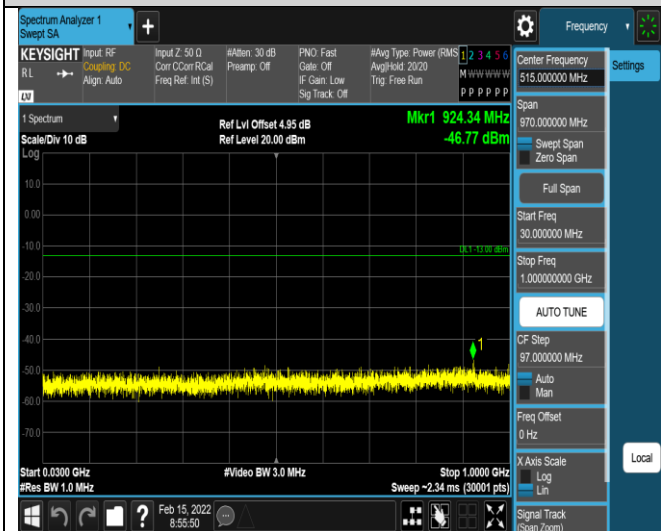 Spectrum Analyzer 1
Swept SA
+
Frequency
KEYSIGHT
RL
LXI
Input: RF
Coupling: DC
Align: Auto
Input Z: 50 Ω
Corr CCorr RCal
Freq Ref: Int (S)
#Atten: 30 dB
Preamp: Off
PNO: Fast
Gate: Off
IF Gain: Low
Sig Track: Off
#Avg Type: Power (RMS
Avg|Hold: 20/20
Trig: Free Run
1 2 3 4 5 6
M W W W W W
P P P P P P
1 Spectrum
Scale/Div 10 dB
Log
Ref Lvl Offset 4.95 dB
Ref Level 20.00 dBm
Mkr1 924.34 MHz
-46.77 dBm
10.0
0.00
-10.0
DL1 -13.00 dBm
-20.0
-30.0
-40.0
1
-50.0
-60.0
-70.0
Start 0.0300 GHz
#Res BW 1.0 MHz
#Video BW 3.0 MHz
Stop 1.0000 GHz
Sweep ~2.34 ms (30001 pts)
Feb 15, 2022
8:55:50
Center Frequency
515.000000 MHz
Settings
Span
970.000000 MHz
Swept Span
Zero Span
Full Span
Start Freq
30.000000 MHz
Stop Freq
1.000000000 GHz
AUTO TUNE
CF Step
97.000000 MHz
Auto
Man
Freq Offset
0 Hz
X Axis Scale
Log
Lin
Local
Signal Track
(Span Zoom)